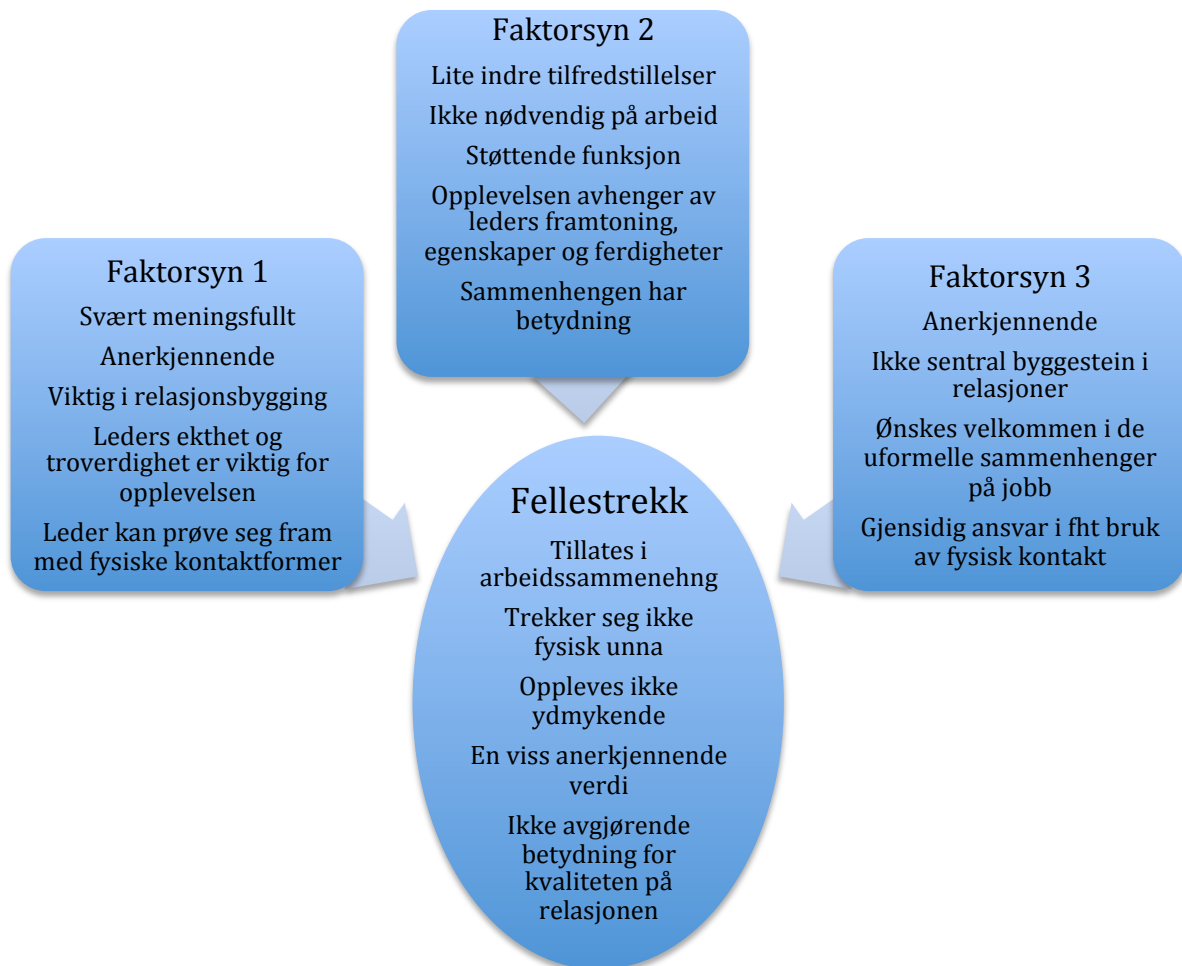 Faktorsyn 2
Lite indre tilfredstillelser
Ikke nødvendig på arbeid
Støttende funksjon
Opplevelsen avhenger av
leders framtoning,
egenskaper og ferdigheter
Sammenhengen har
betydning
Faktorsyn 1
Svært meningsfullt
Anerkjennende
Viktig i relasjonsbygging
Leders ekthet og
troverdighet er viktig for
opplevelsen
Leder kan prøve seg fram
med fysiske kontaktformer
Faktorsyn 3
Anerkjennende
Ikke sentral byggestein i
relasjoner
Ønskes velkommen i de
uformelle sammenhenger
på jobb
Gjensidig ansvar i fht bruk
av fysisk kontakt
Fellestrekk
Tillates i
arbeidssammenehng
Trekker seg ikke
fysisk unna
Oppleves ikke
ydmykende
En viss anerkjennende
verdi
Ikke avgjørende
betydning for
kvaliteten på
relasjonen